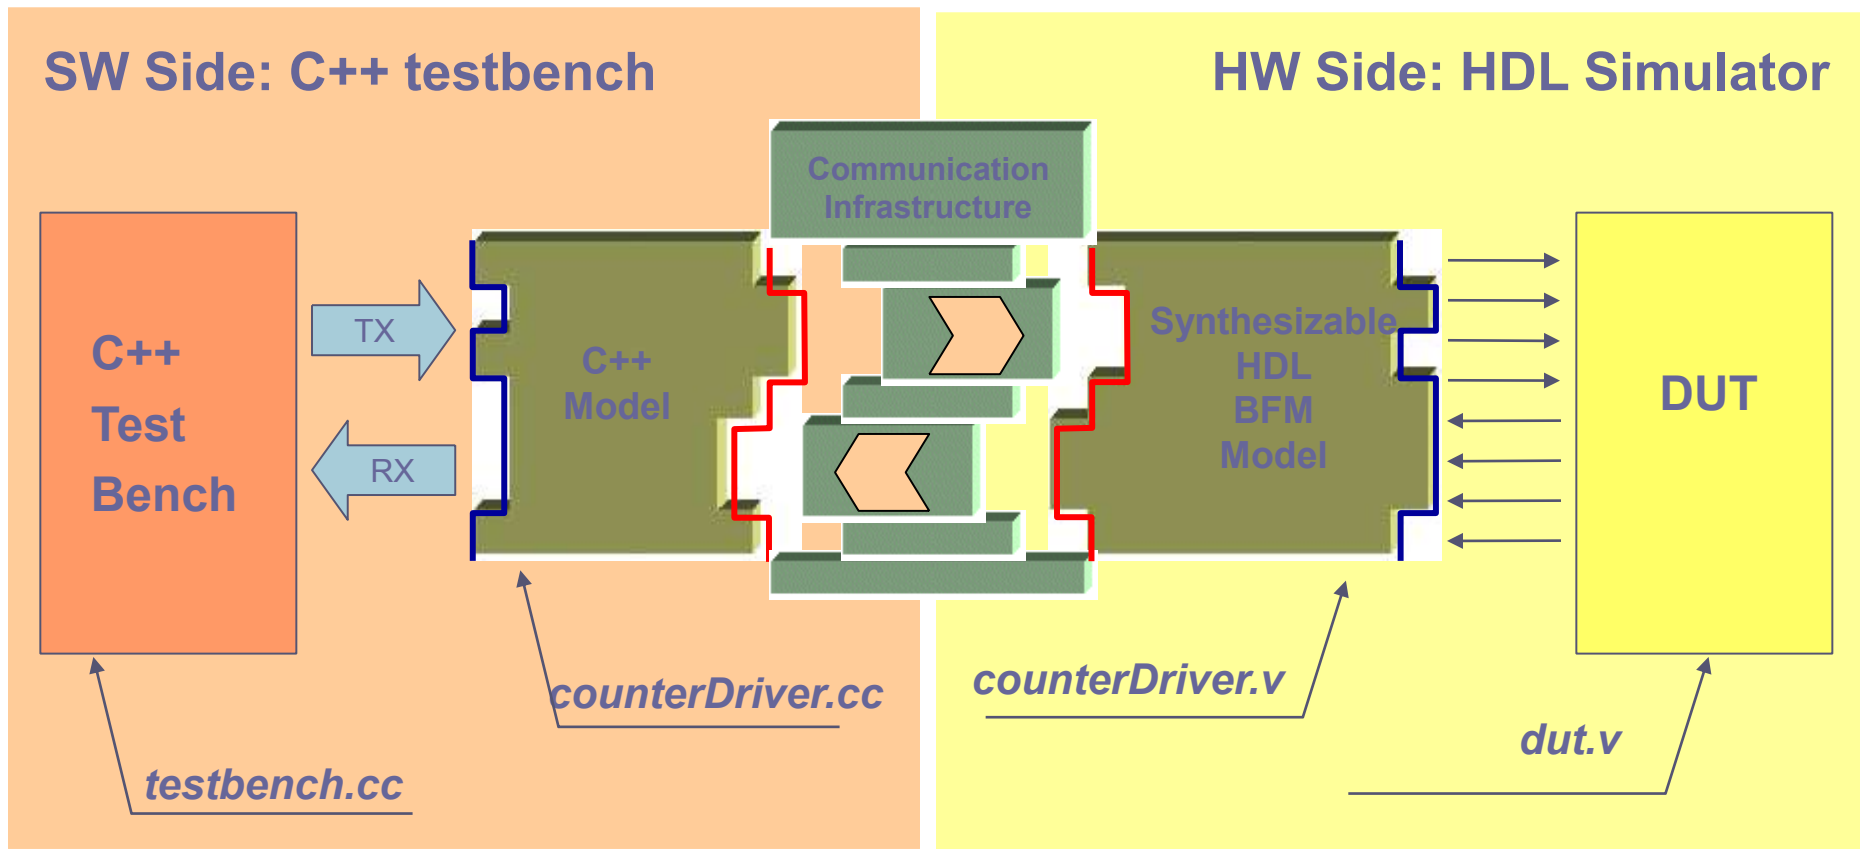 SW Side: C++ testbench
HW Side: HDL Simulator
Communication
Infrastructure
C++
Test
Bench
TX
RX
C++
Model
Synthesizable
HDL
BFM
Model
DUT
counterDriver.cc
counterDriver.v
dut.v
testbench.cc